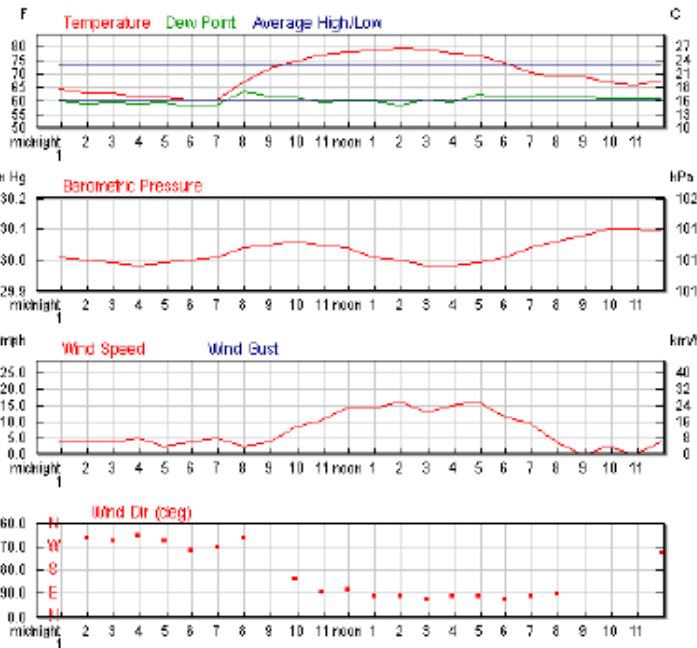 F C
Temperature Dew Point Average High/Low
80 27
75 24
70 21
65 18
60 16
55 13
50 10
midnight 1 2 3 4 5 6 7 8 9 10 11 noon 1 2 3 4 5 6 7 8 9 10 11
n Hg kPa
Barometric Pressure
30.2 102
30.1 101
30.0 101
29.9 101
midnight 1 2 3 4 5 6 7 8 9 10 11 noon 1 2 3 4 5 6 7 8 9 10 11
mph km/l
Wind Speed Wind Gust
25.0 40
20.0 32
15.0 24
10.0 16
5.0 8
0.0 0
midnight 1 2 3 4 5 6 7 8 9 10 11 noon 1 2 3 4 5 6 7 8 9 10 11
Wind Dir (deg)
60.0 N
70.0 W
80.0 S
90.0 E
0.0 N
midnight 1 2 3 4 5 6 7 8 9 10 11 noon 1 2 3 4 5 6 7 8 9 10 11